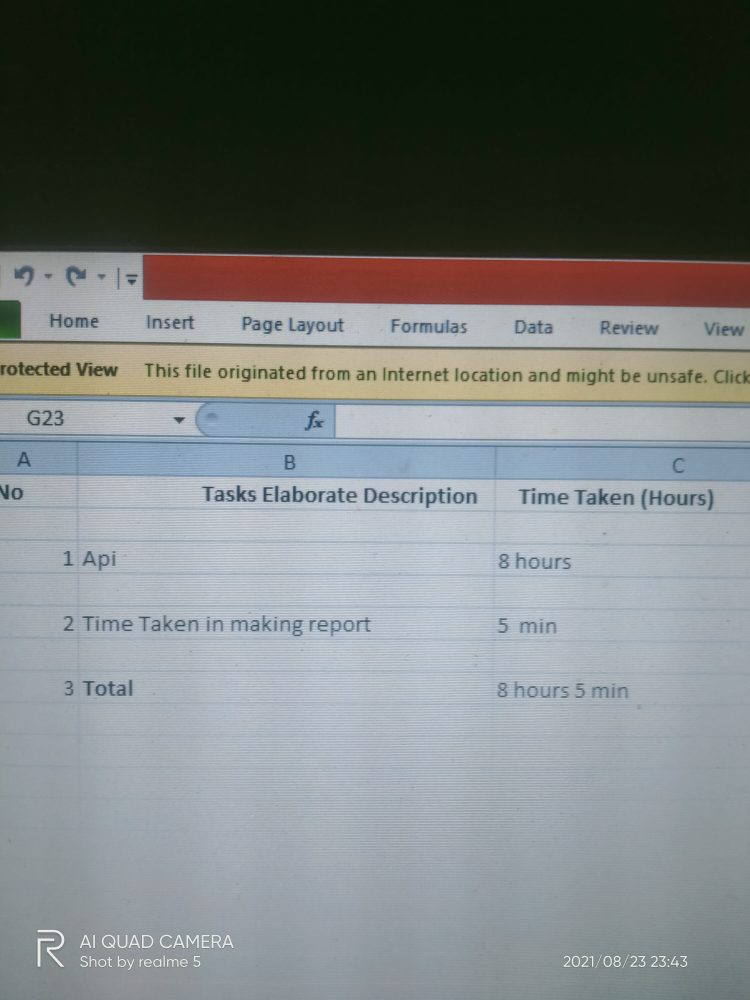 Home Insert Page Layout Formulas Data Review View
rotected View This file originated from an Internet location and might be unsafe. Click
G23 fx
A B C
No Tasks Elaborate Description Time Taken (Hours)
1 Api 8 hours
2 Time Taken in making report 5 min
3 Total 8 hours 5 min
R AI QUAD CAMERA
Shot by realme 5 2021/08/23 23:43